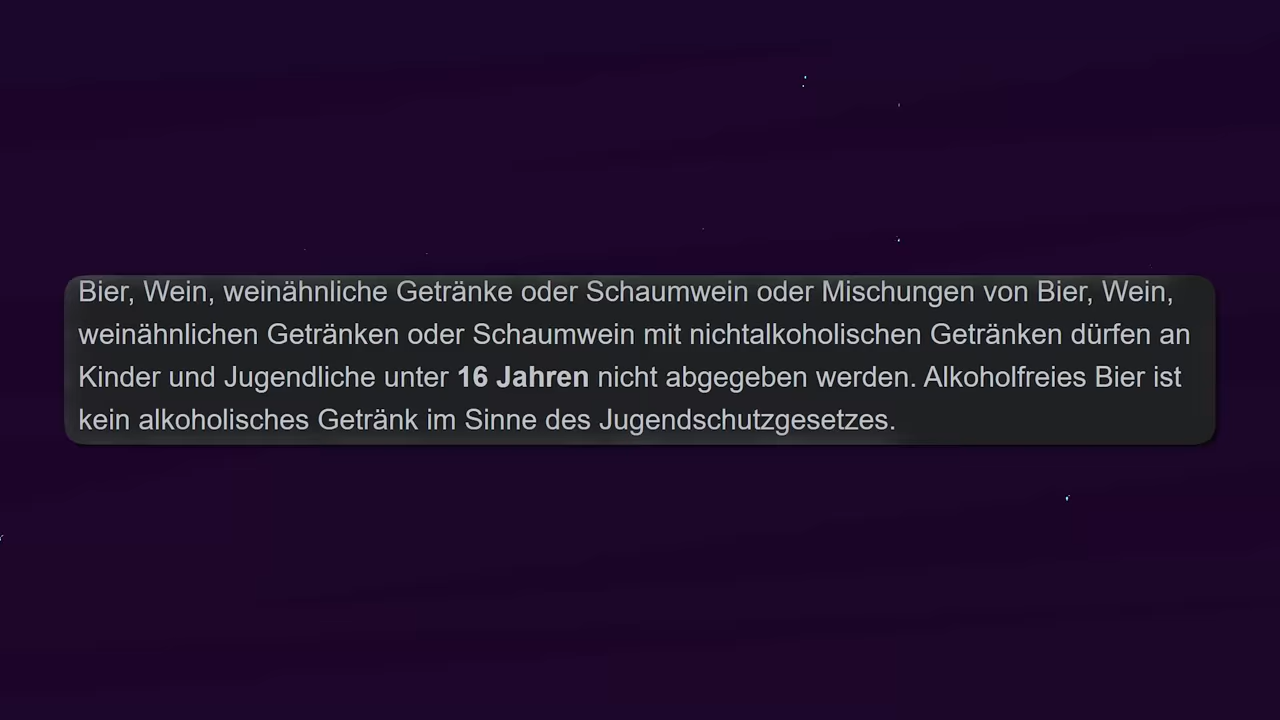 Bier, Wein, weinähnliche Getränke oder Schaumwein oder Mischungen von Bier, Wein,
weinähnlichen Getränken oder Schaumwein mit nichtalkoholischen Getränken dürfen an
Kinder und Jugendliche unter 16 Jahren nicht abgegeben werden. Alkoholfreies Bier ist
kein alkoholisches Getränk im Sinne des Jugendschutzgesetzes.